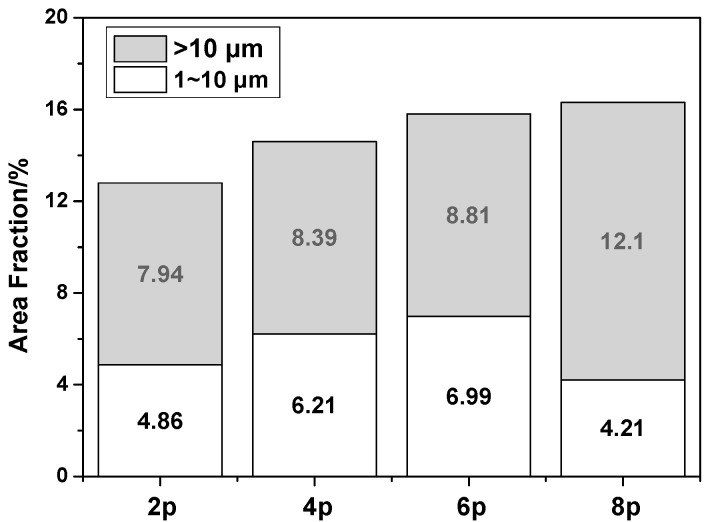 20
16
12
8
4
0
Area Fraction/%
>10 μm
1~10 μm
7.94
8.39
8.81
12.1
4.86
6.21
6.99
4.21
2p
4p
6p
8p